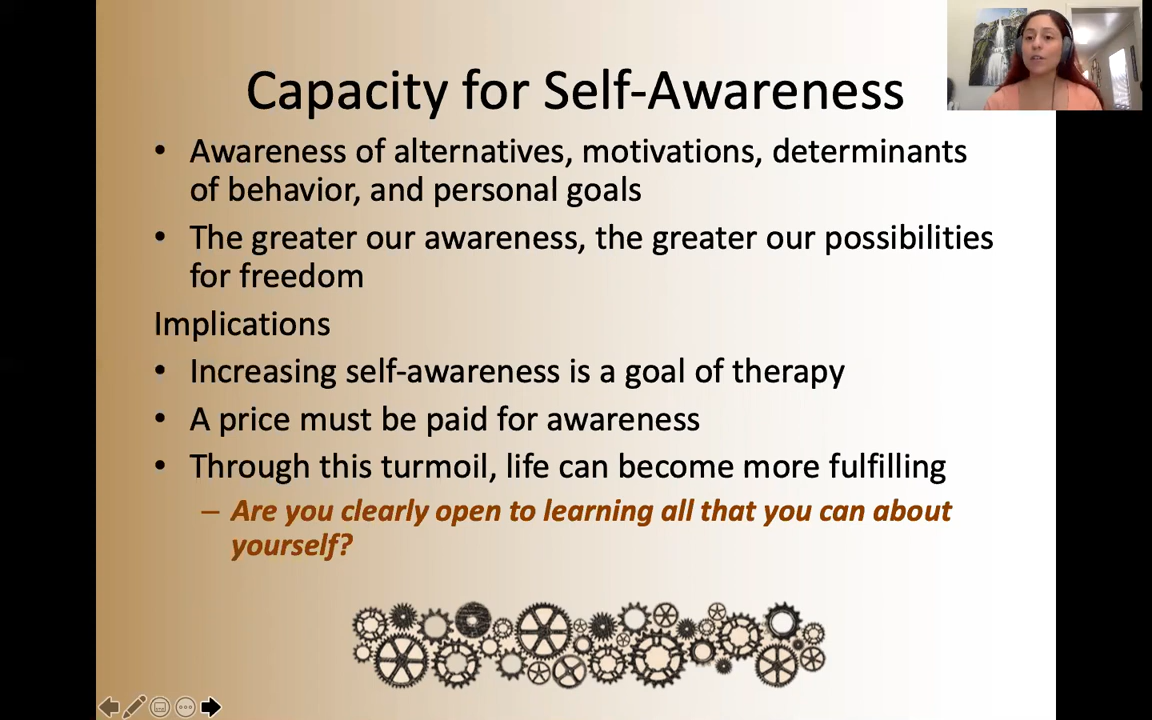 Capacity for Self-Awareness
• Awareness of alternatives, motivations, determinants
of behavior, and personal goals
• The greater our awareness, the greater our possibilities
for freedom
Implications
• Increasing self-awareness is a goal of therapy
• A price must be paid for awareness
• Through this turmoil, life can become more fulfilling
– Are you clearly open to learning all that you can about
yourself?